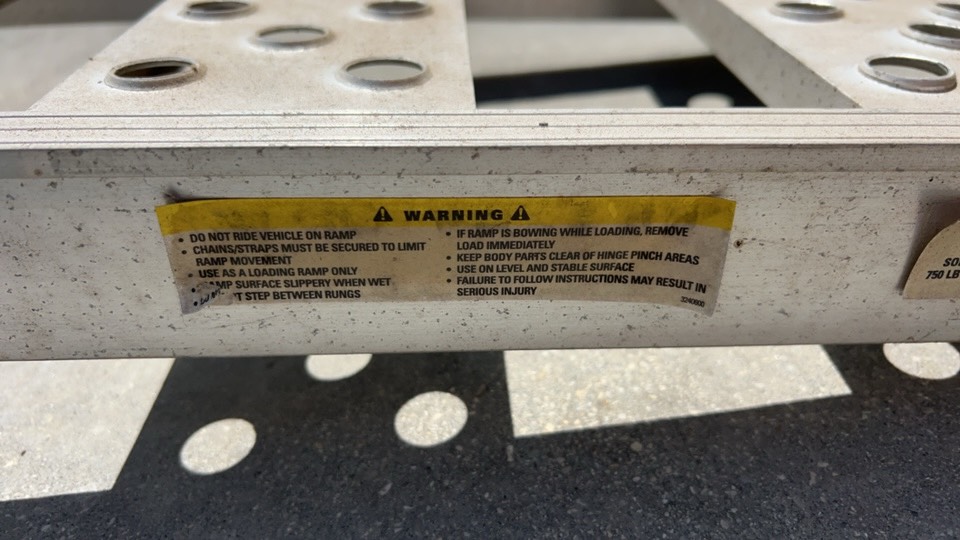 WARNING
• DO NOT RIDE VEHICLE ON RAMP
• CHAINS/STRAPS MUST BE SECURED TO LIMIT
RAMP MOVEMENT
• USE AS A LOADING RAMP ONLY
MP SURFACE SLIPPERY WHEN WET
• T STEP BETWEEN RUNGS
• IF RAMP IS BOWING WHILE LOADING, REMOVE
LOAD IMMEDIATELY
• KEEP BODY PARTS CLEAR OF HINGE PINCH AREAS
• USE ON LEVEL AND STABLE SURFACE
• FAILURE TO FOLLOW INSTRUCTIONS MAY RESULT IN
SERIOUS INJURY
750 LB